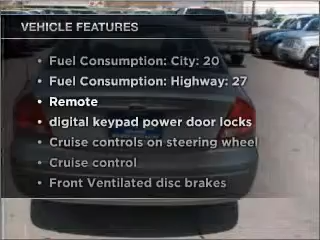 VEHICLE FEATURES
• Fuel Consumption: City: 20
• Fuel Consumption: Highway: 27
• Remote
• digital keypad power door locks
• Cruise controls on steering wheel
• Cruise control
• Front Ventilated disc brakes